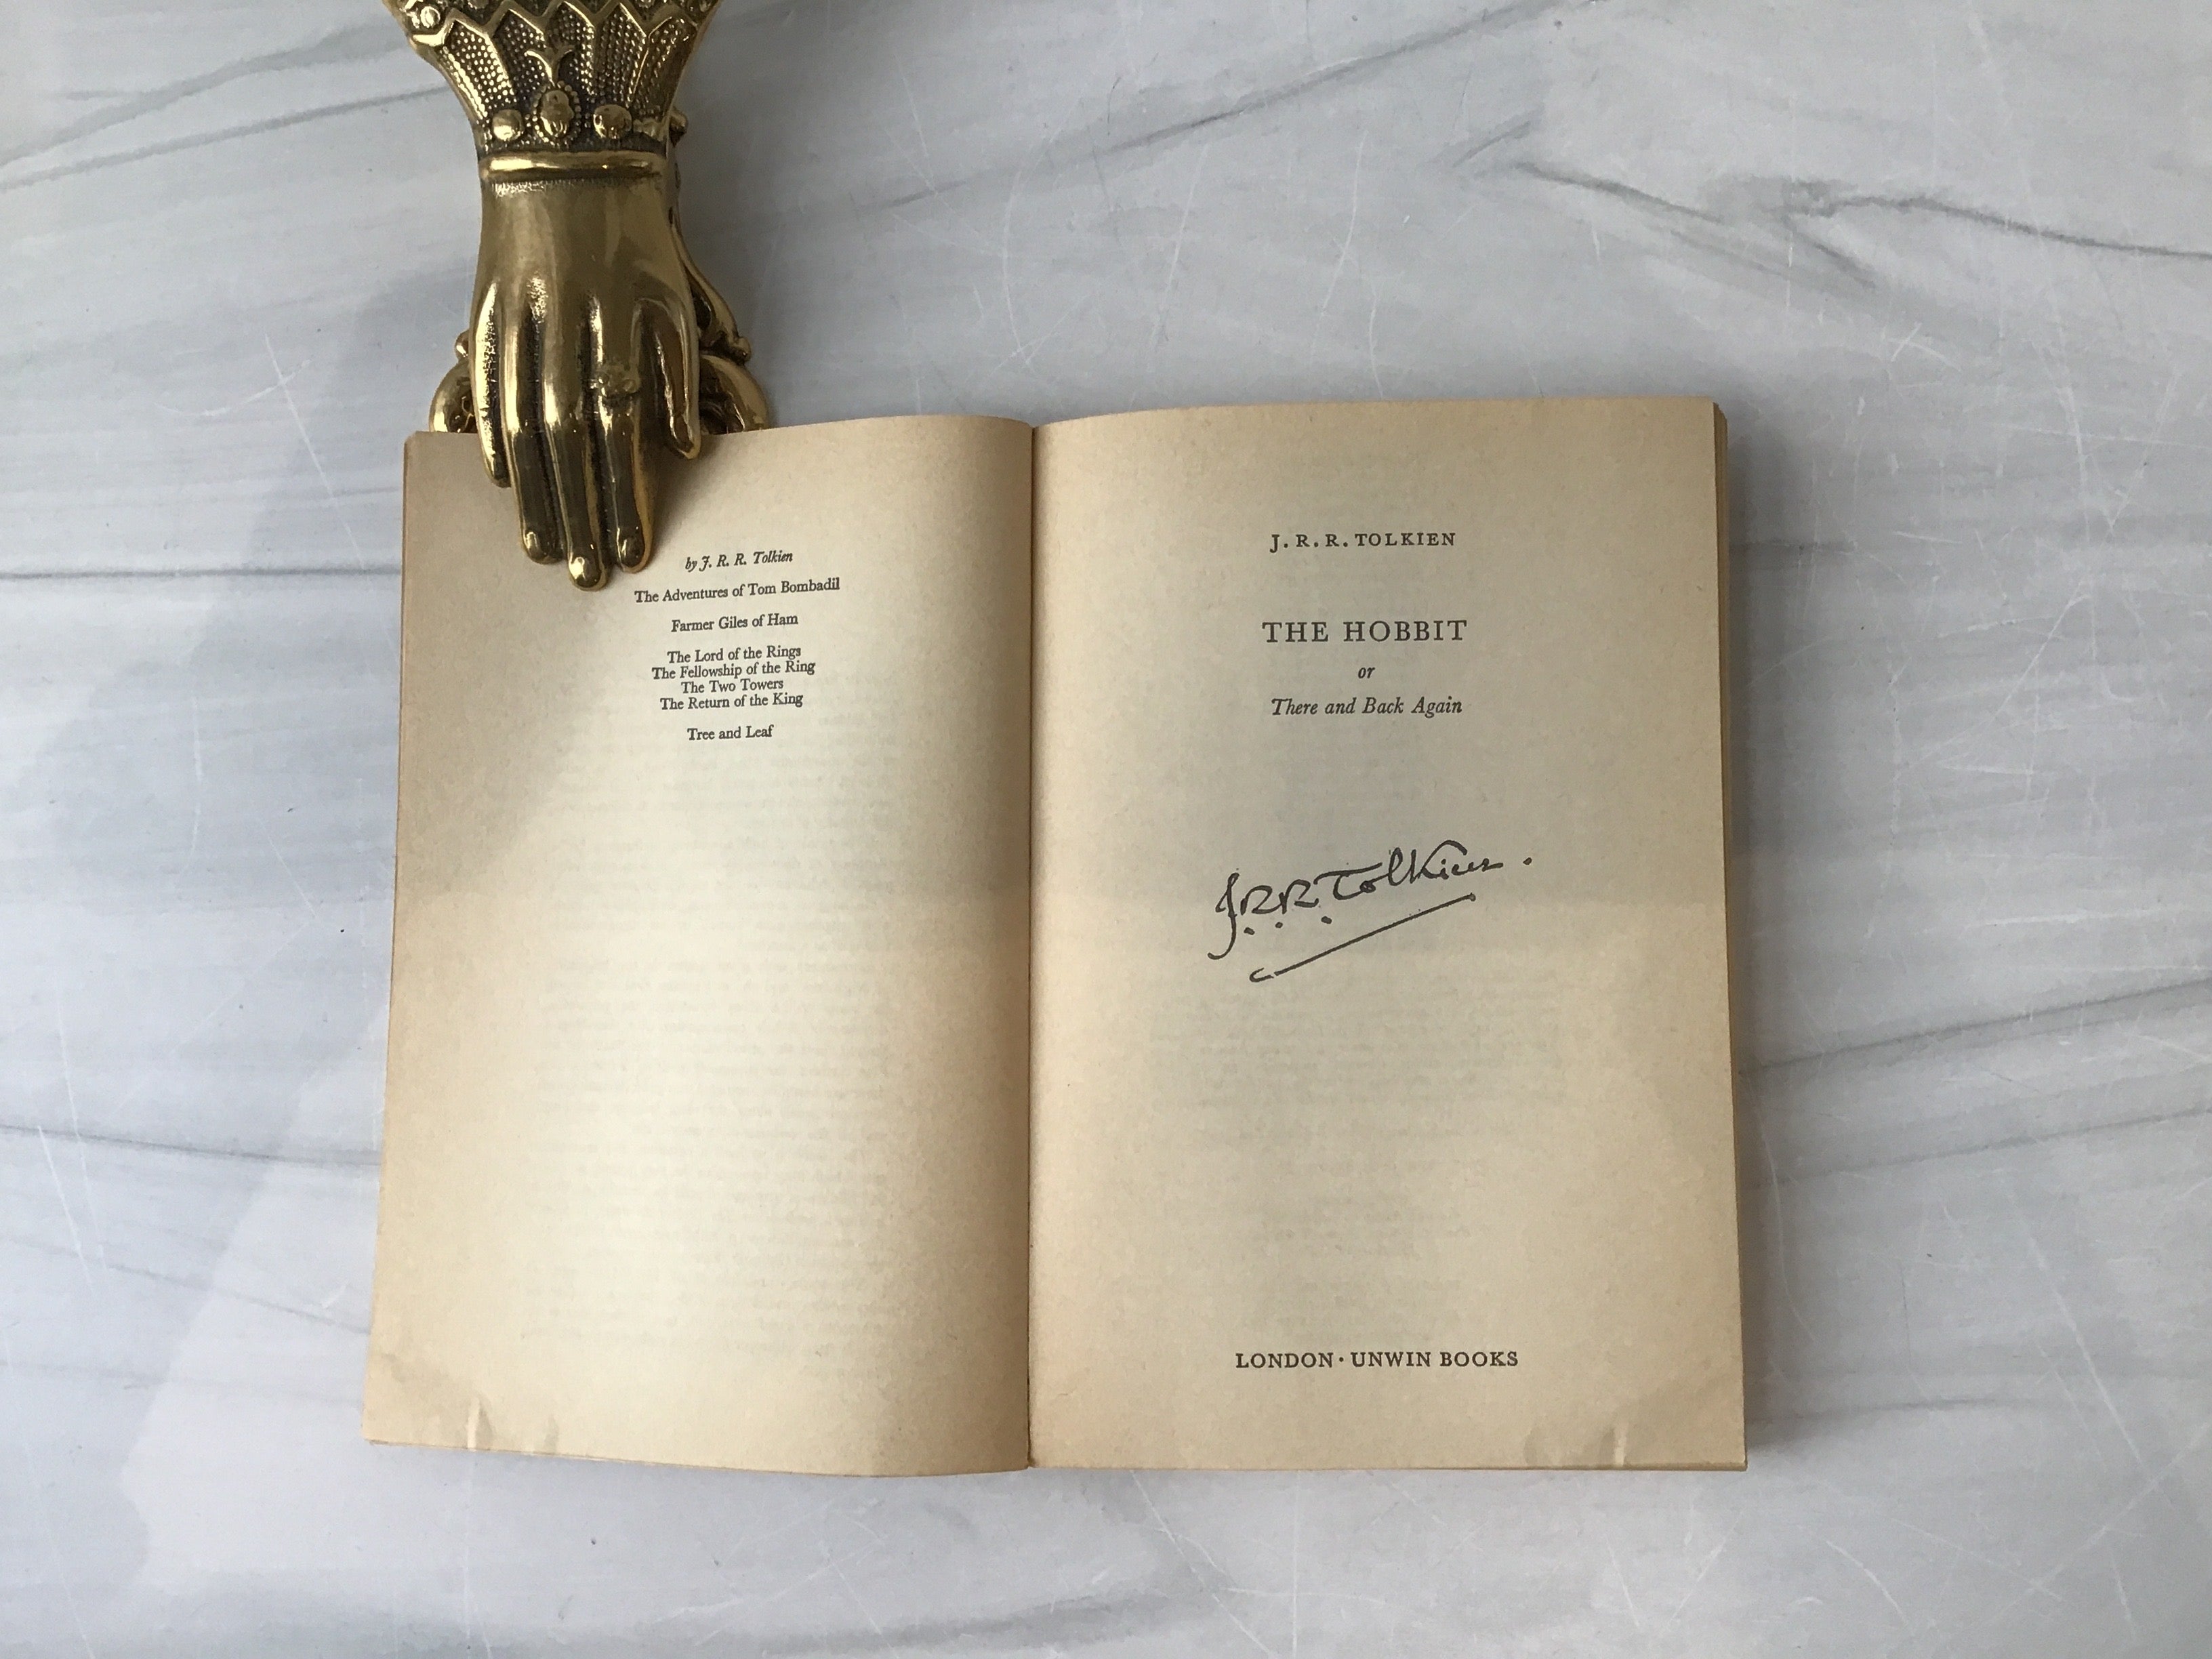 by J. R. R. Tolkien
The Adventures of Tom Bombadil
Farmer Giles of Ham
The Lord of the Rings
The Fellowship of the Ring
The Two Towers
The Return of the King
Tree and Leaf
J. R. R. TOLKIEN
THE HOBBIT
or
There and Back Again
J.R.R. Tolkien.
LONDON · UNWIN BOOKS